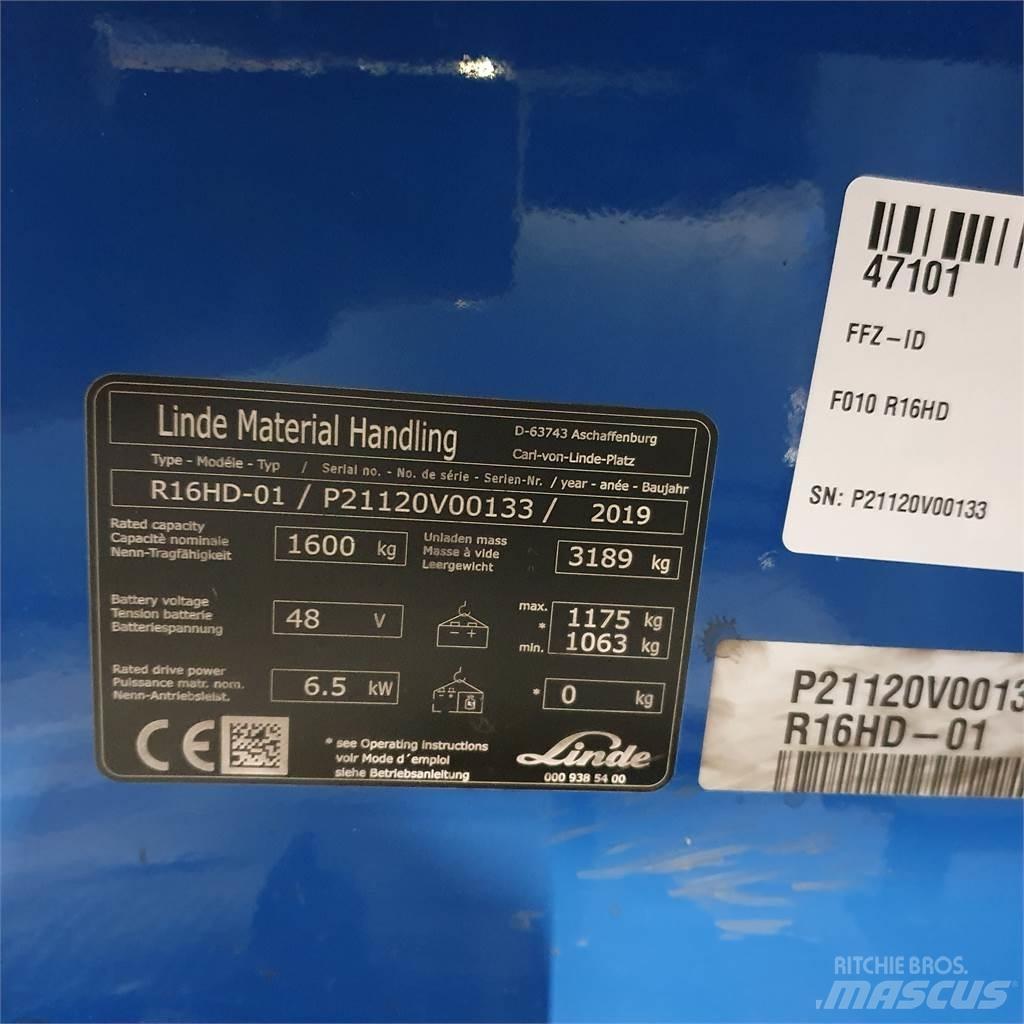 47101
FFZ-ID
F010 R16HD
SN: P21120V00133
Linde Material Handling
D-63743 Aschaffenburg
Carl-von-Linde-Platz
Type - Modéle - Typ / Serial no. - No. de série - Serien-Nr. / year - anée - Baujahr
R16HD-01 / P21120V00133 / 2019
Rated capacity
Capacité nominale
Nenn-Tragfähigkeit
1600 kg
Unladen mass
Masse à vide
Leergewicht
3189 kg
Battery voltage
Tension batterie
Batteriespannung
48 V
- +
max. 1175 kg
*
min. 1063 kg
Rated drive power
Puissance matr. nom.
Nenn-Antriebsleist.
6.5 kW
* 0 kg
CE
* see Operating instructions
voir Mode d´emploi
siehe Betriebsanleitung
Linde
000 938 54 00
P21120V0013
R16HD-01
RITCHIE BROS.
MASCUS